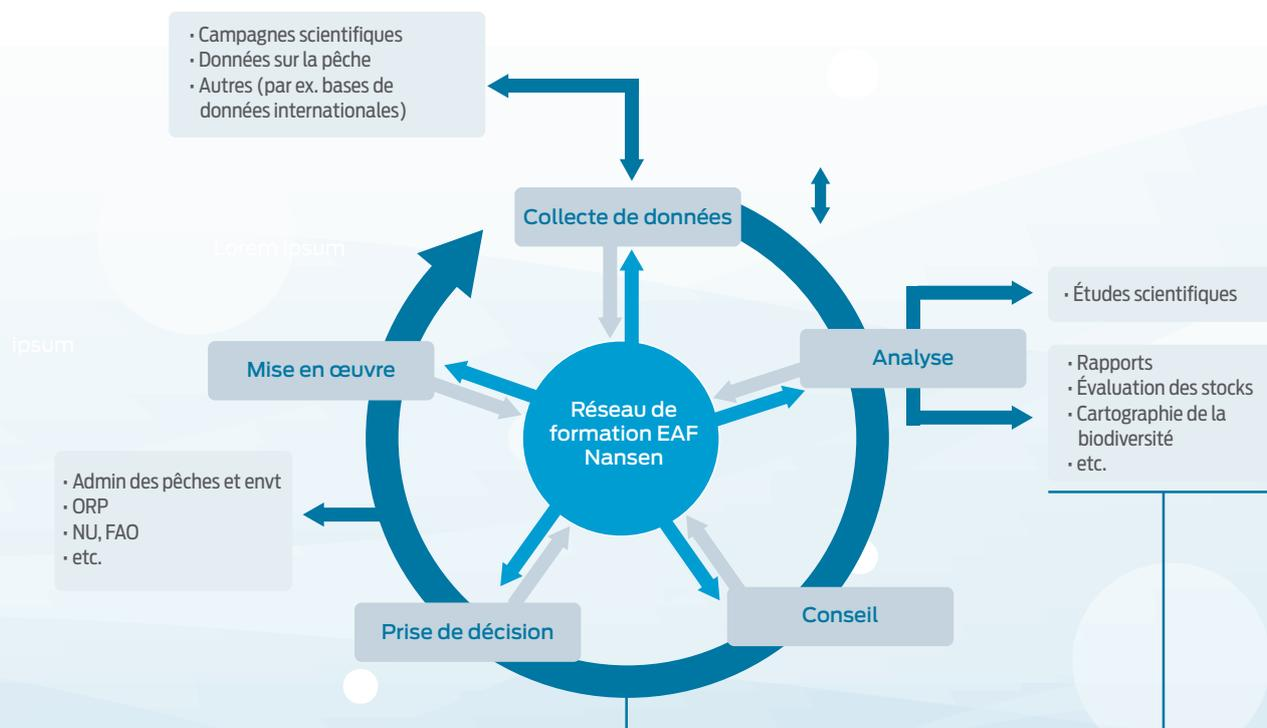 · Campagnes scientifiques
· Données sur la pêche
· Autres (par ex. bases de
données internationales)
Collecte de données
Lorem ipsum
· Études scientifiques
ipsum
Mise en œuvre
Analyse
· Rapports
· Évaluation des stocks
· Cartographie de la
biodiversité
· etc.
Réseau de
formation EAF
Nansen
· Admin des pêches et envt
· ORP
· NU, FAO
· etc.
Prise de décision
Conseil